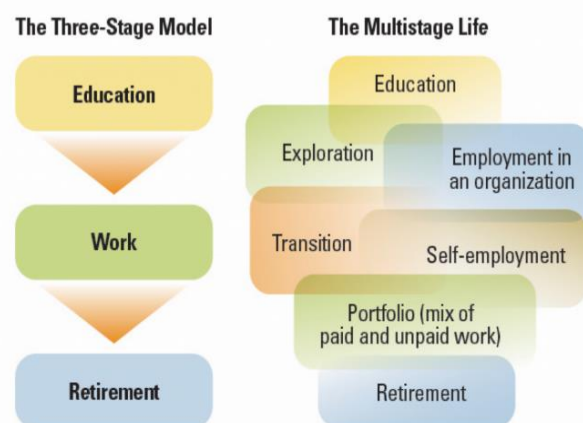 The Three-Stage Model
Education
Work
Retirement
The Multistage Life
Education
Exploration
Employment in
an organization
Transition
Self-employment
Portfolio (mix of
paid and unpaid work)
Retirement